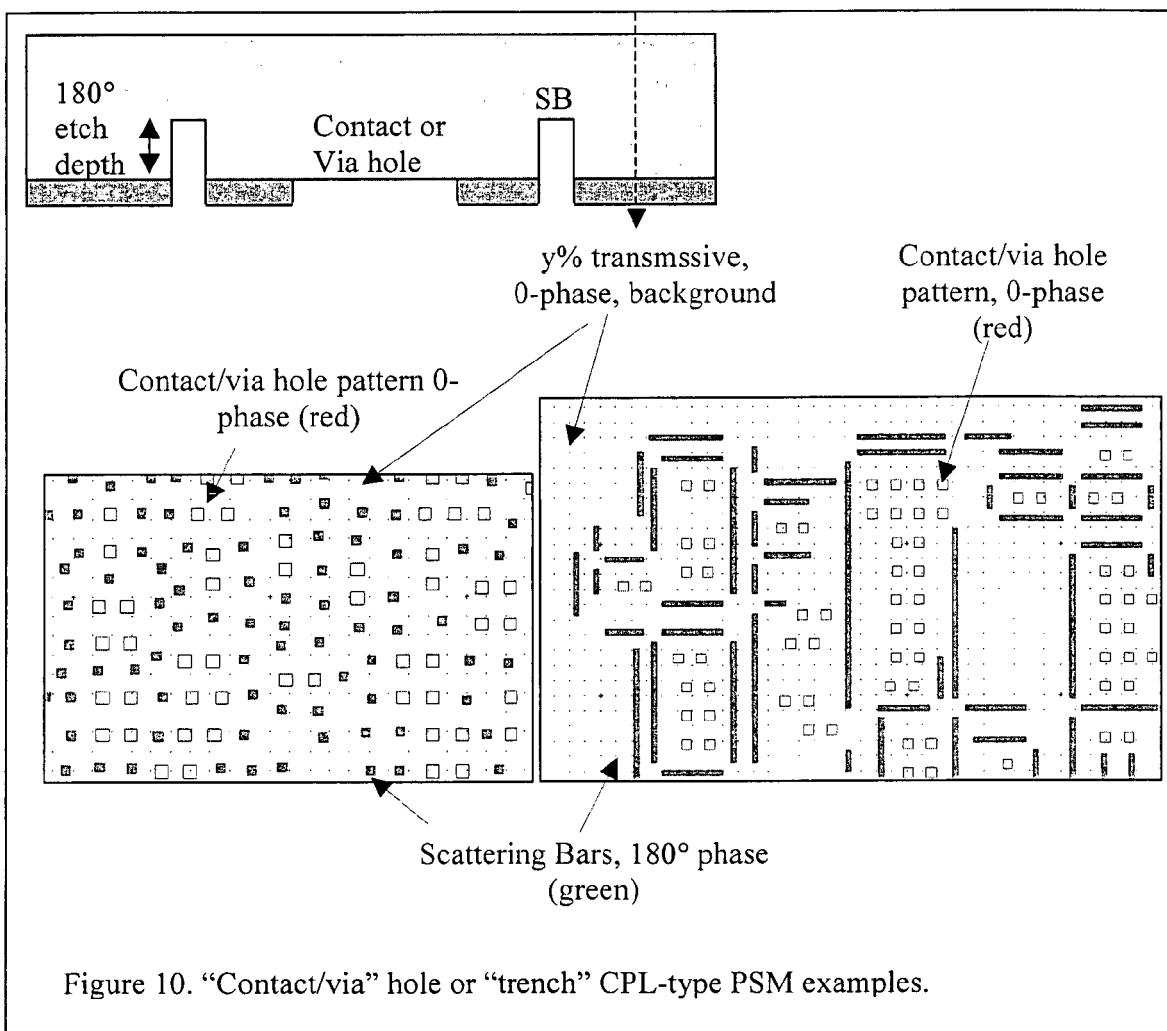 180°
etch
depth
SB
Contact or
Via hole
y% transmssive,
0-phase, background
Contact/via hole
pattern, 0-phase
(red)
Contact/via hole pattern 0-
phase (red)
Scattering Bars, 180° phase
(green)
Figure 10. “Contact/via” hole or “trench” CPL-type PSM examples.